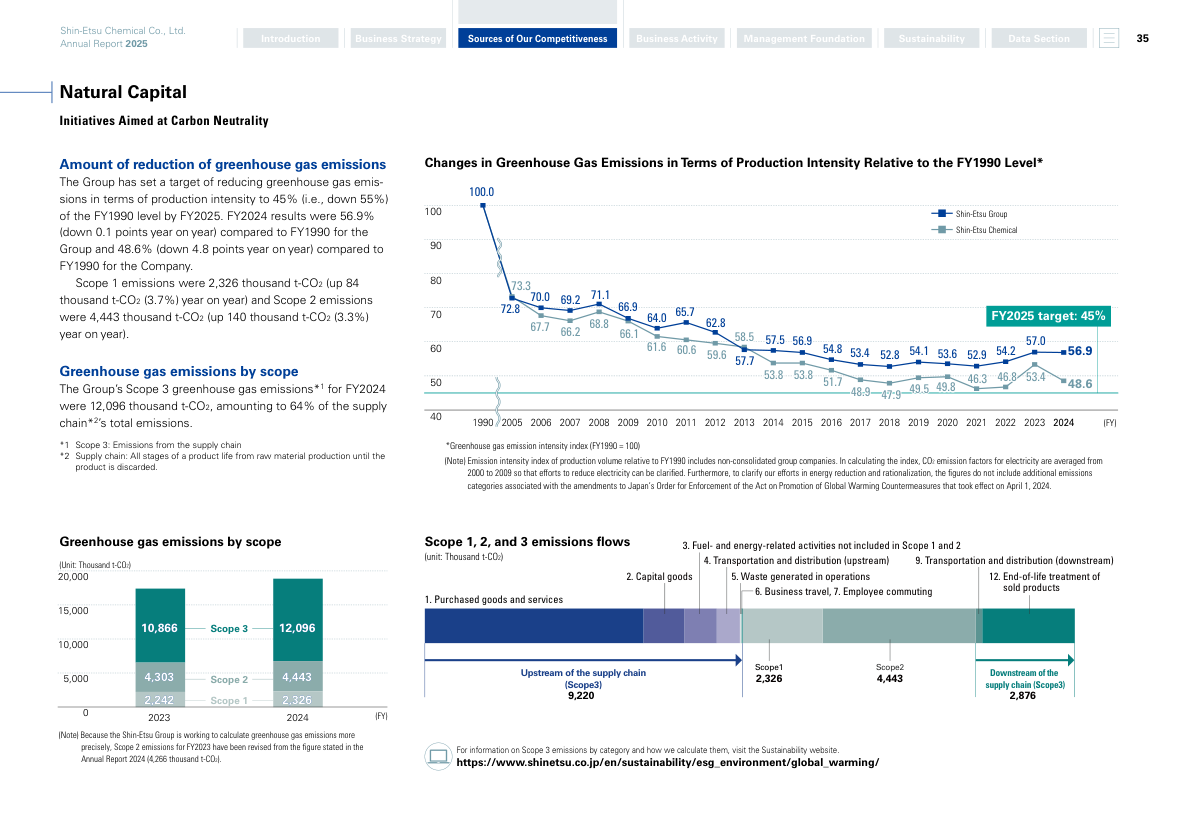 Shin-Etsu Chemical Co., Ltd.
Annual Report 2025
Introduction
Business Strategy
Sources of Our Competitiveness
Business Activity
Management Foundation
Sustainability
Data Section
35
Natural Capital
Initiatives Aimed at Carbon Neutrality
Amount of reduction of greenhouse gas emissions
The Group has set a target of reducing greenhouse gas emis-
sions in terms of production intensity to 45% (i.e., down 55%)
of the FY1990 level by FY2025. FY2024 results were 56.9%
(down 0.1 points year on year) compared to FY1990 for the
Group and 48.6% (down 4.8 points year on year) compared to
FY1990 for the Company.
Scope 1 emissions were 2,326 thousand t-CO2 (up 84
thousand t-CO2 (3.7%) year on year) and Scope 2 emissions
were 4,443 thousand t-CO2 (up 140 thousand t-CO2 (3.3%)
year on year).
Greenhouse gas emissions by scope
The Group's Scope 3 greenhouse gas emissions*1 for FY2024
were 12,096 thousand t-CO2, amounting to 64% of the supply
chain*2's total emissions.
*1 Scope 3: Emissions from the supply chain
*2 Supply chain: All stages of a product life from raw material production until the
product is discarded.
Changes in Greenhouse Gas Emissions in Terms of Production Intensity Relative to the FY1990 Level*
100
90
80
70
60
50
40
Shin-Etsu Group
Shin-Etsu Chemical
FY2025 target: 45%
100.0
72.8 70.0 69.2 71.1 66.9 64.0 65.7 62.8 57.7 57.5 56.9 54.8 53.4 52.8 54.1 53.6 52.9 54.2 57.0 56.9
73.3 67.7 66.2 68.8 66.1 61.6 60.6 59.6 58.5 53.8 53.8 51.7 48.9 47.9 49.5 49.8 46.3 46.8 53.4 48.6
1990 2005 2006 2007 2008 2009 2010 2011 2012 2013 2014 2015 2016 2017 2018 2019 2020 2021 2022 2023 2024 (FY)
*Greenhouse gas emission intensity index (FY1990 = 100)
(Note) Emission intensity index of production volume relative to FY1990 includes non-consolidated group companies. In calculating the index, CO2 emission factors for electricity are averaged from
2000 to 2009 so that efforts to reduce electricity can be clarified. Furthermore, to clarify our efforts in energy reduction and rationalization, the figures do not include additional emissions
categories associated with the amendments to Japan's Order for Enforcement of the Act on Promotion of Global Warming Countermeasures that took effect on April 1, 2024.
Greenhouse gas emissions by scope
(Unit: Thousand t-CO2)
20,000
15,000
10,000
5,000
0
10,866 Scope 3 12,096
4,303 Scope 2 4,443
2,242 Scope 1 2,326
2023 2024 (FY)
(Note) Because the Shin-Etsu Group is working to calculate greenhouse gas emissions more
precisely, Scope 2 emissions for FY2023 have been revised from the figure stated in the
Annual Report 2024 (4,266 thousand t-CO2).
Scope 1, 2, and 3 emissions flows
(unit: Thousand t-CO2)
3. Fuel- and energy-related activities not included in Scope 1 and 2
4. Transportation and distribution (upstream)
9. Transportation and distribution (downstream)
2. Capital goods
5. Waste generated in operations
12. End-of-life treatment of
sold products
6. Business travel, 7. Employee commuting
1. Purchased goods and services
Upstream of the supply chain
(Scope3)
9,220
Scope1
2,326
Scope2
4,443
Downstream of the
supply chain (Scope3)
2,876
For information on Scope 3 emissions by category and how we calculate them, visit the Sustainability website.
https://www.shinetsu.co.jp/en/sustainability/esg_environment/global_warming/